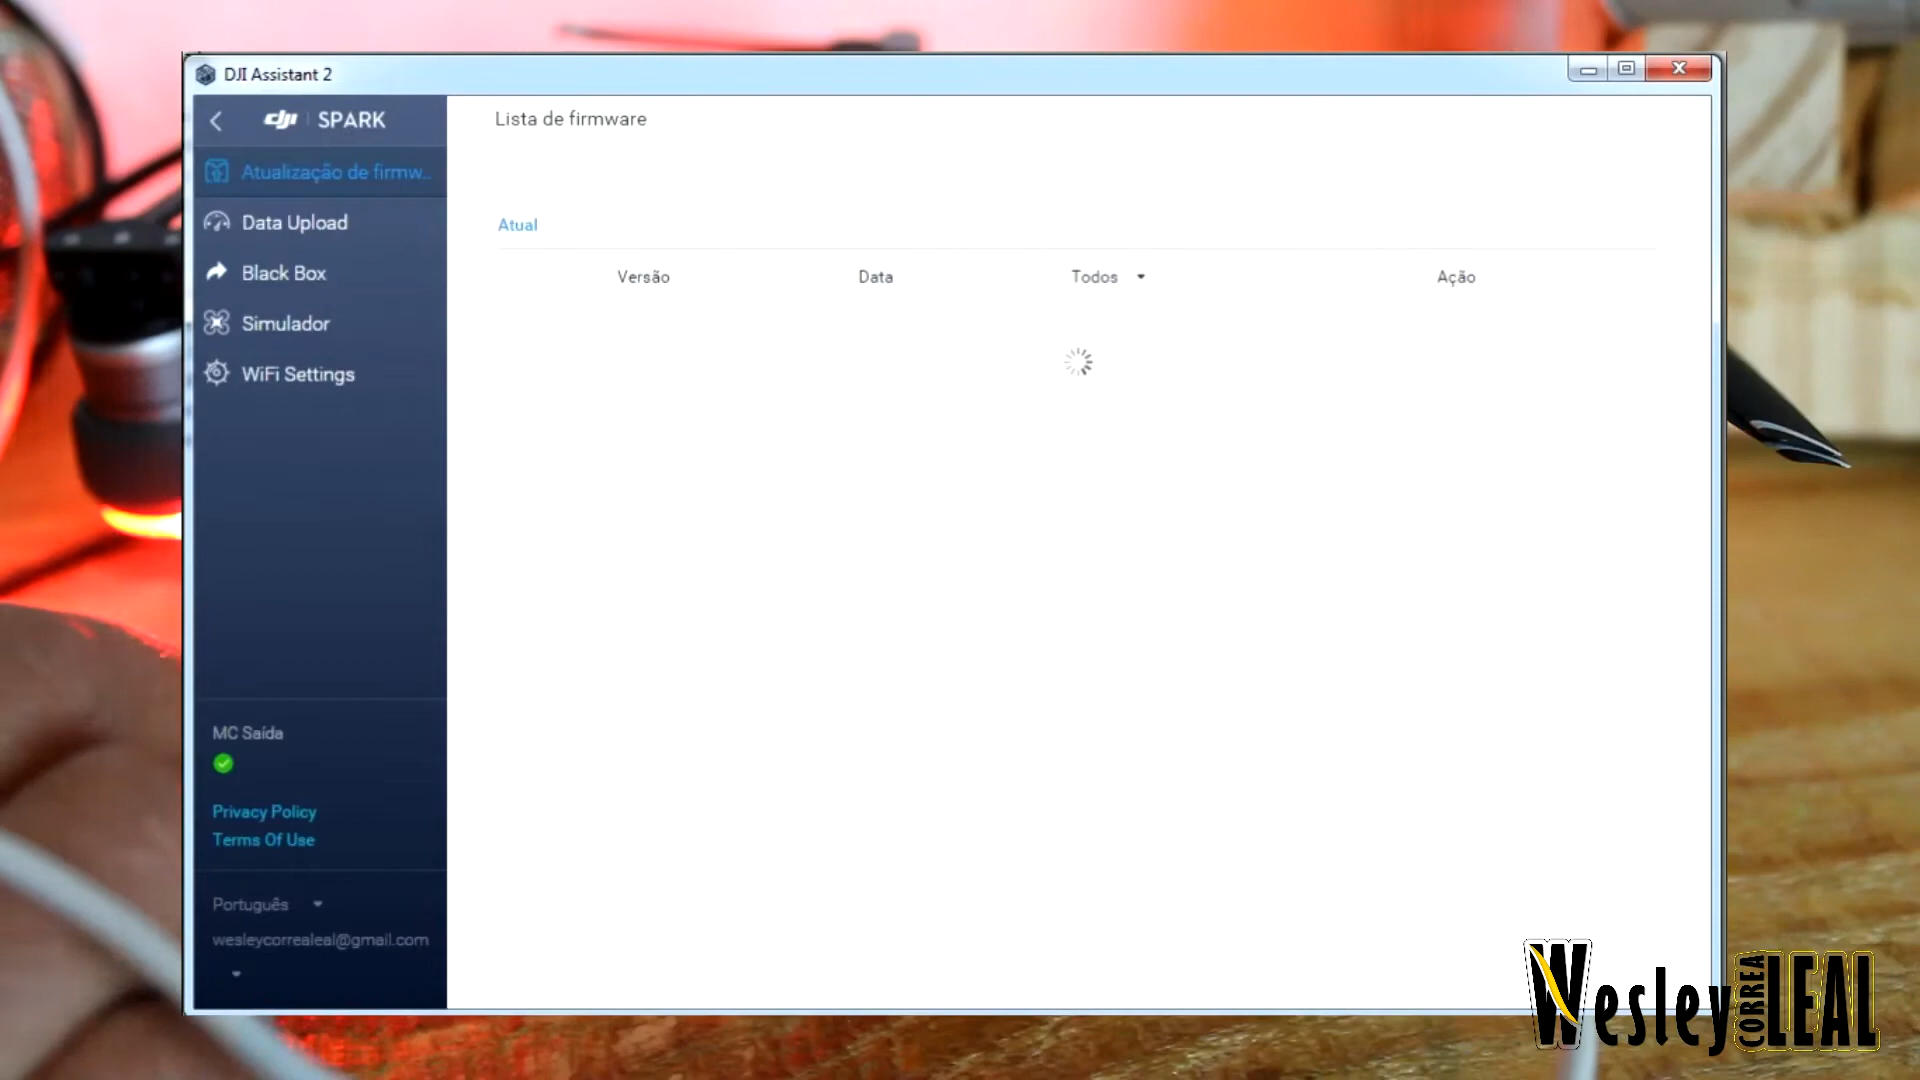 DJI Assistant 2
dji SPARK
Lista de firmware
Atualização de firmw...
Data Upload
Black Box
Simulador
WiFi Settings
Atual
Versão Data Todos Ação
MC Saída
Privacy Policy
Terms Of Use
Português
wesleycorrealeal@gmail.com
Wesley CORREA LEAL